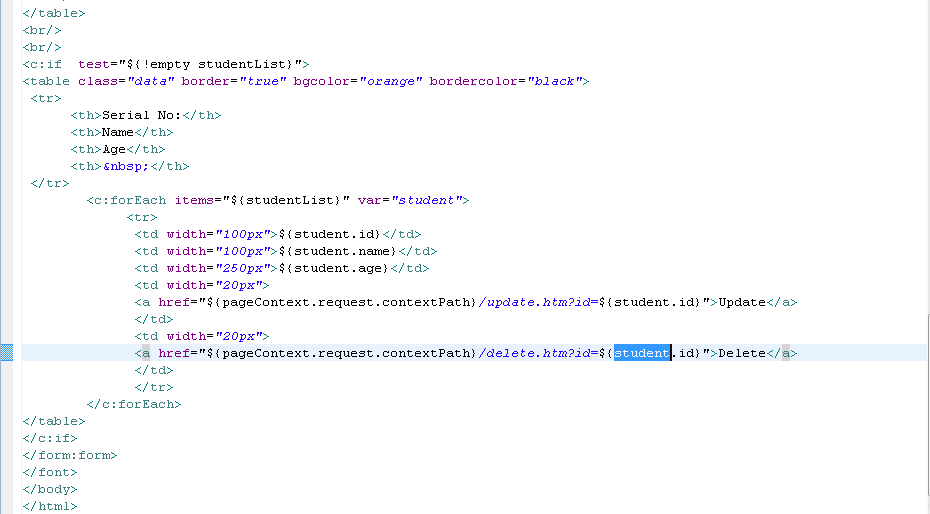 </table>
<br/>
<br/>
<c:if  test="${!empty studentList}">
<table class="data" border="true" bgcolor="orange" bordercolor="black">
<tr>
<th>Serial No:</th>
<th>Name</th>
<th>Age</th>
<th>&nbsp;</th>
</tr>
<c:forEach items="${studentList}" var="student">
<tr>
<td width="100px">${student.id}</td>
<td width="100px">${student.name}</td>
<td width="250px">${student.age}</td>
<td width="20px">
<a href="${pageContext.request.contextPath}/update.htm?id=${student.id}">Update</a>
</td>
<td width="20px">
<a href="${pageContext.request.contextPath}/delete.htm?id=${student.id}">Delete</a>
</td>
</tr>
</c:forEach>
</table>
</c:if>
</form:form>
</font>
</body>
</html>